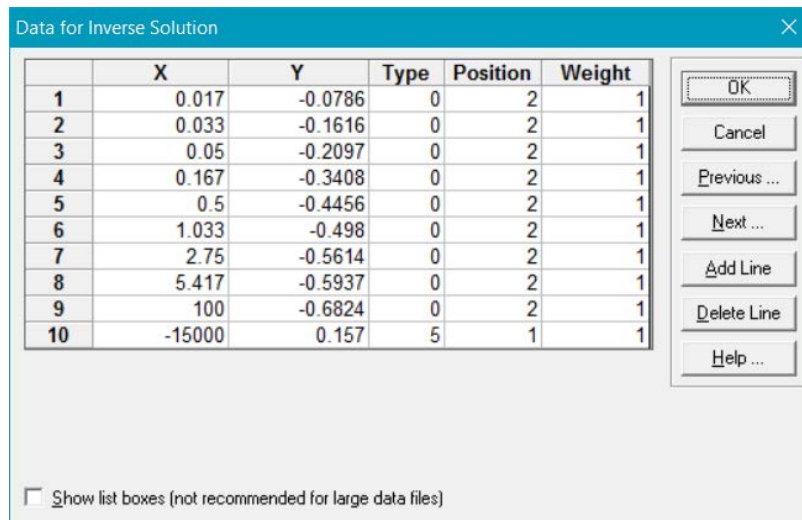 Data for Inverse Solution
X Y Type Position Weight
1 0.017 -0.0786 0 2 1
2 0.033 -0.1616 0 2 1
3 0.05 -0.2097 0 2 1
4 0.167 -0.3408 0 2 1
5 0.5 -0.4456 0 2 1
6 1.033 -0.498 0 2 1
7 2.75 -0.5614 0 2 1
8 5.417 -0.5937 0 2 1
9 100 -0.6824 0 2 1
10 -15000 0.157 5 1 1
OK
Cancel
Previous ...
Next ...
Add Line
Delete Line
Help ...
Show list boxes (not recommended for large data files)